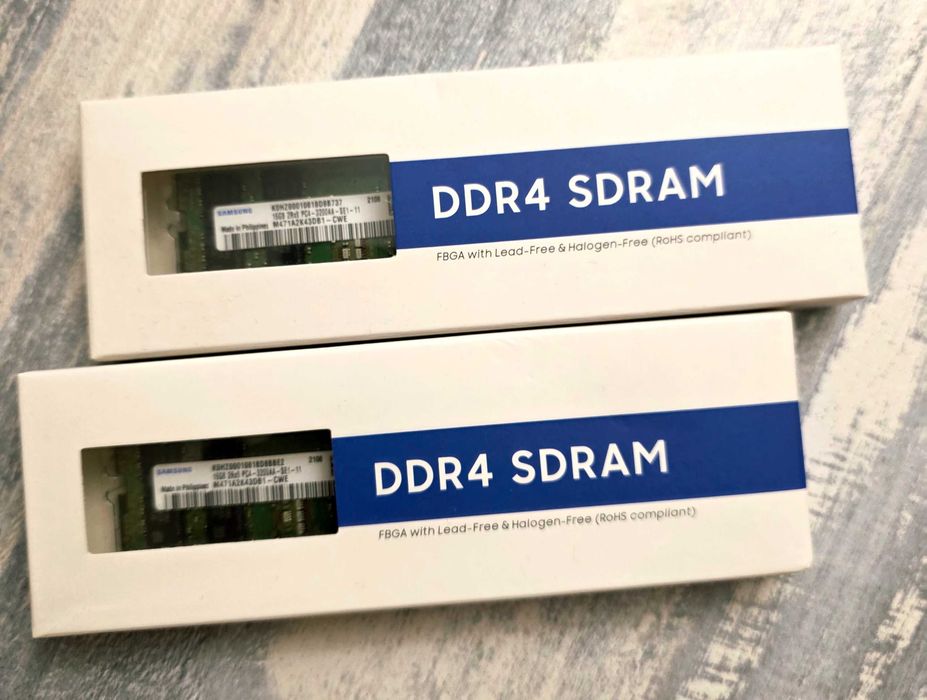 SAMSUNG
2108
16GB 2Rx8 PC4-3200AA-SE1-11
Made in Philippines M471A2K43DB1-CWE
DDR4 SDRAM
FBGA with Lead-Free & Halogen-Free (RoHS compliant)
SAMSUNG
2108
16GB 2Rx8 PC4-3200AA-SE1-11
Made in Philippines M471A2K43DB1-CWE
DDR4 SDRAM
FBGA with Lead-Free & Halogen-Free (RoHS compliant)